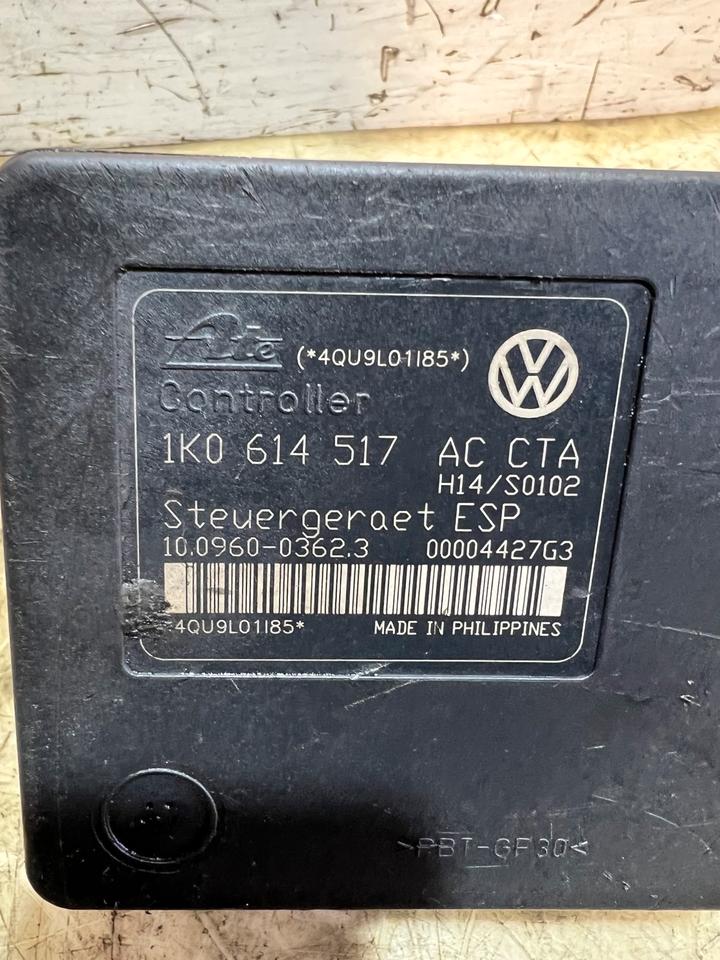 Ate (*4QU9L01I85*)
Controller
1K0 614 517 AC CTA
H14/S0102
Steuergeraet ESP
10.0960-0362.3 00004427G3
4QU9L01I85* MADE IN PHILIPPINES
>PBT-GF30<